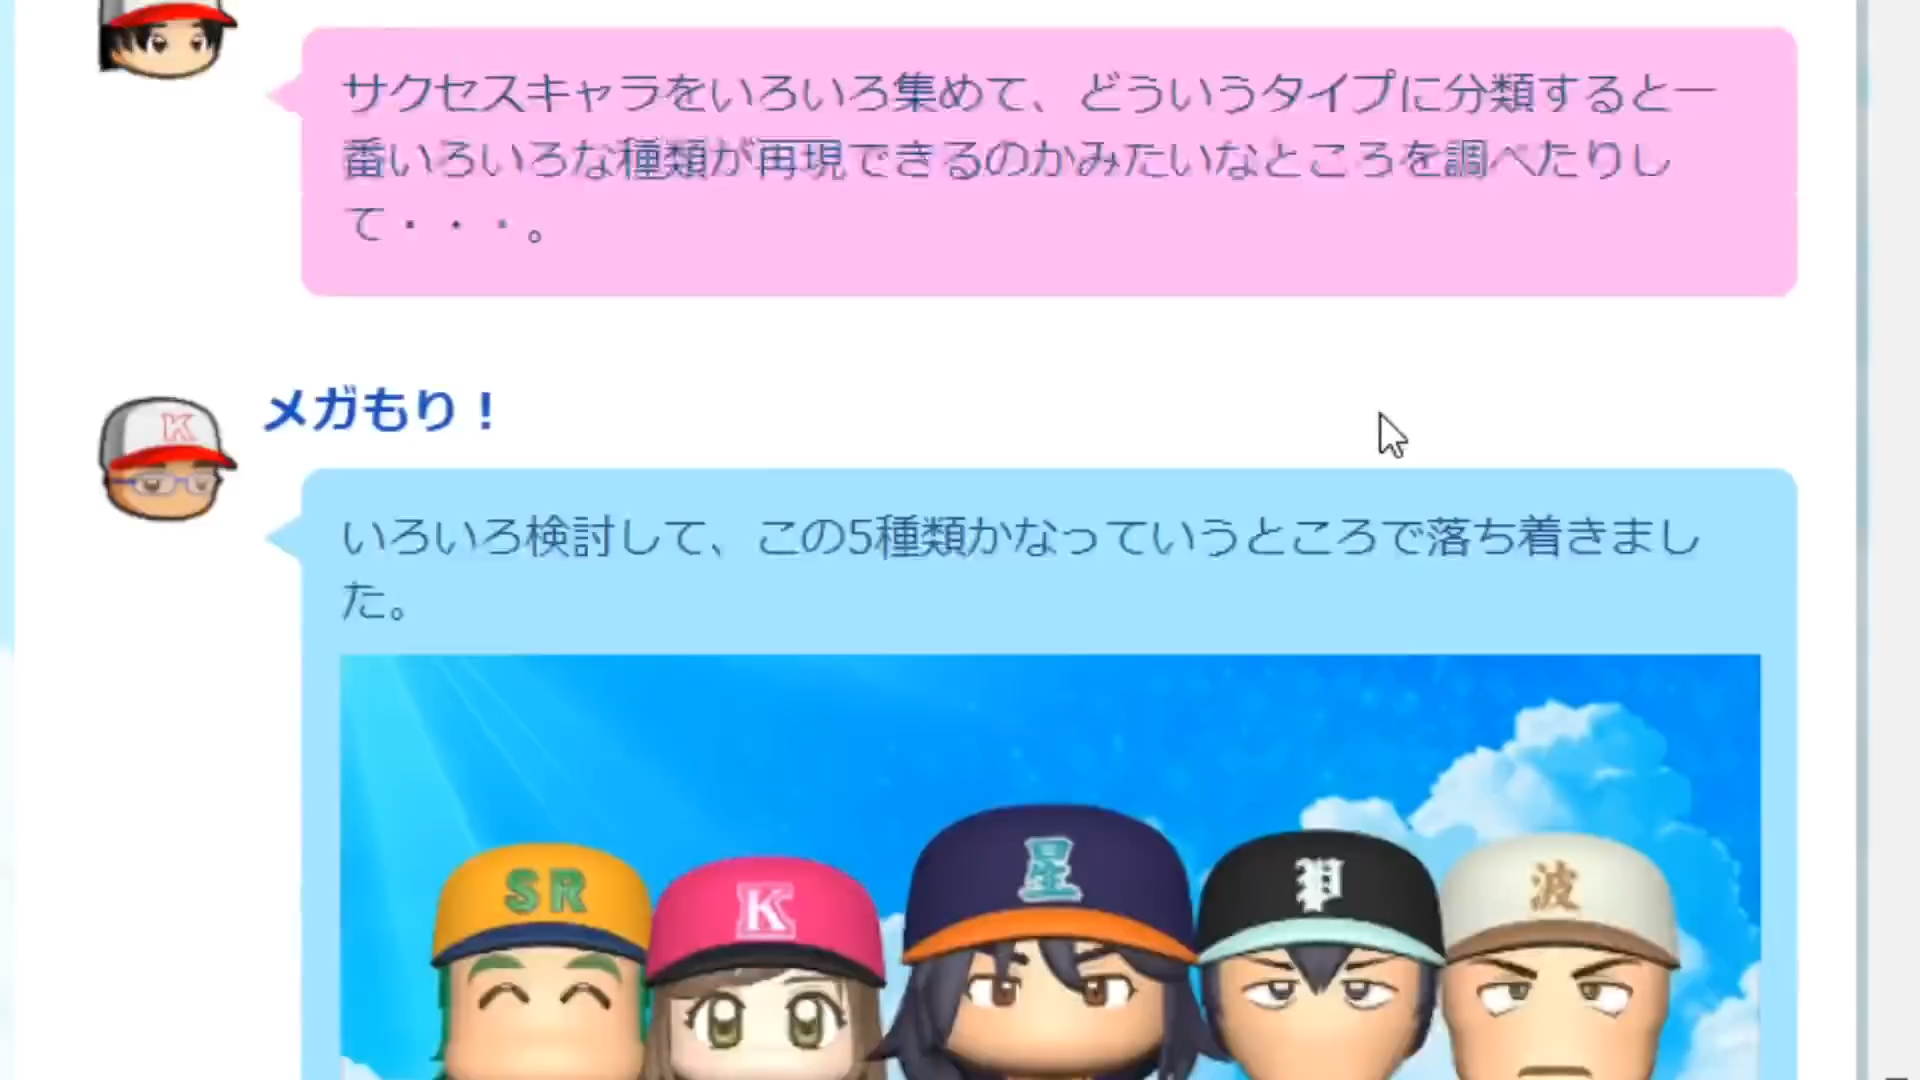 サクセスキャラをいろいろ集めて、どういうタイプに分類すると一
番いろいろな種類が再現できるのかみたいなところを調べたりし
て・・・。
メガもり！
K
いろいろ検討して、この5種類かなっていうところで落ち着きまし
た。
SR
K
星
P
波